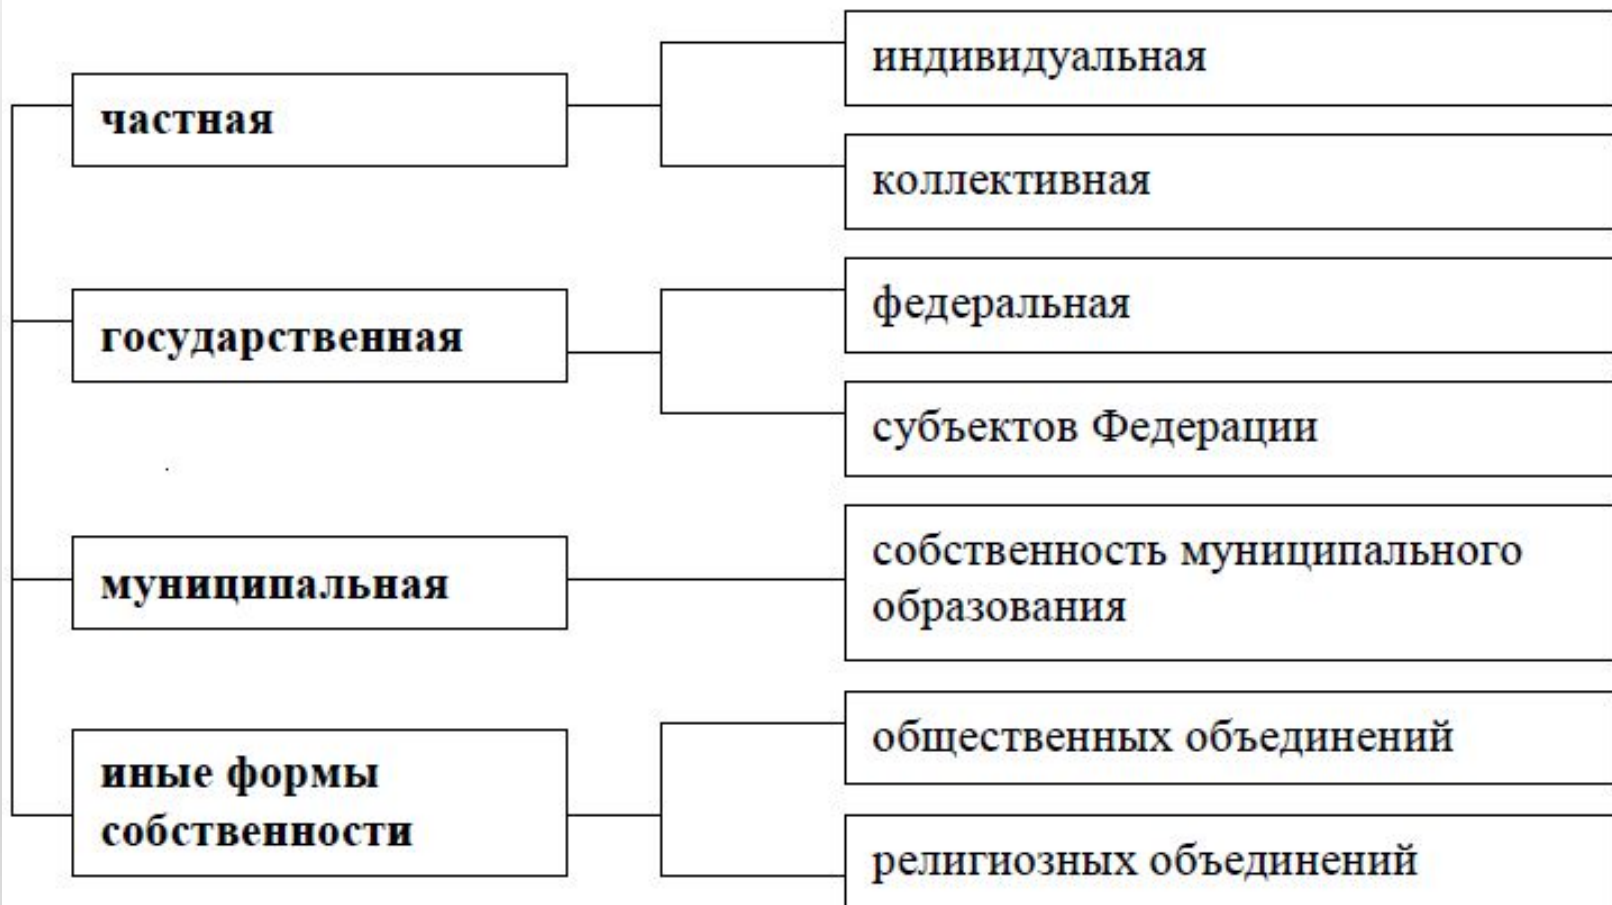 частная
индивидуальная
коллективная
государственная
федеральная
субъектов Федерации
муниципальная
собственность муниципального
образования
иные формы
собственности
общественных объединений
религиозных объединений